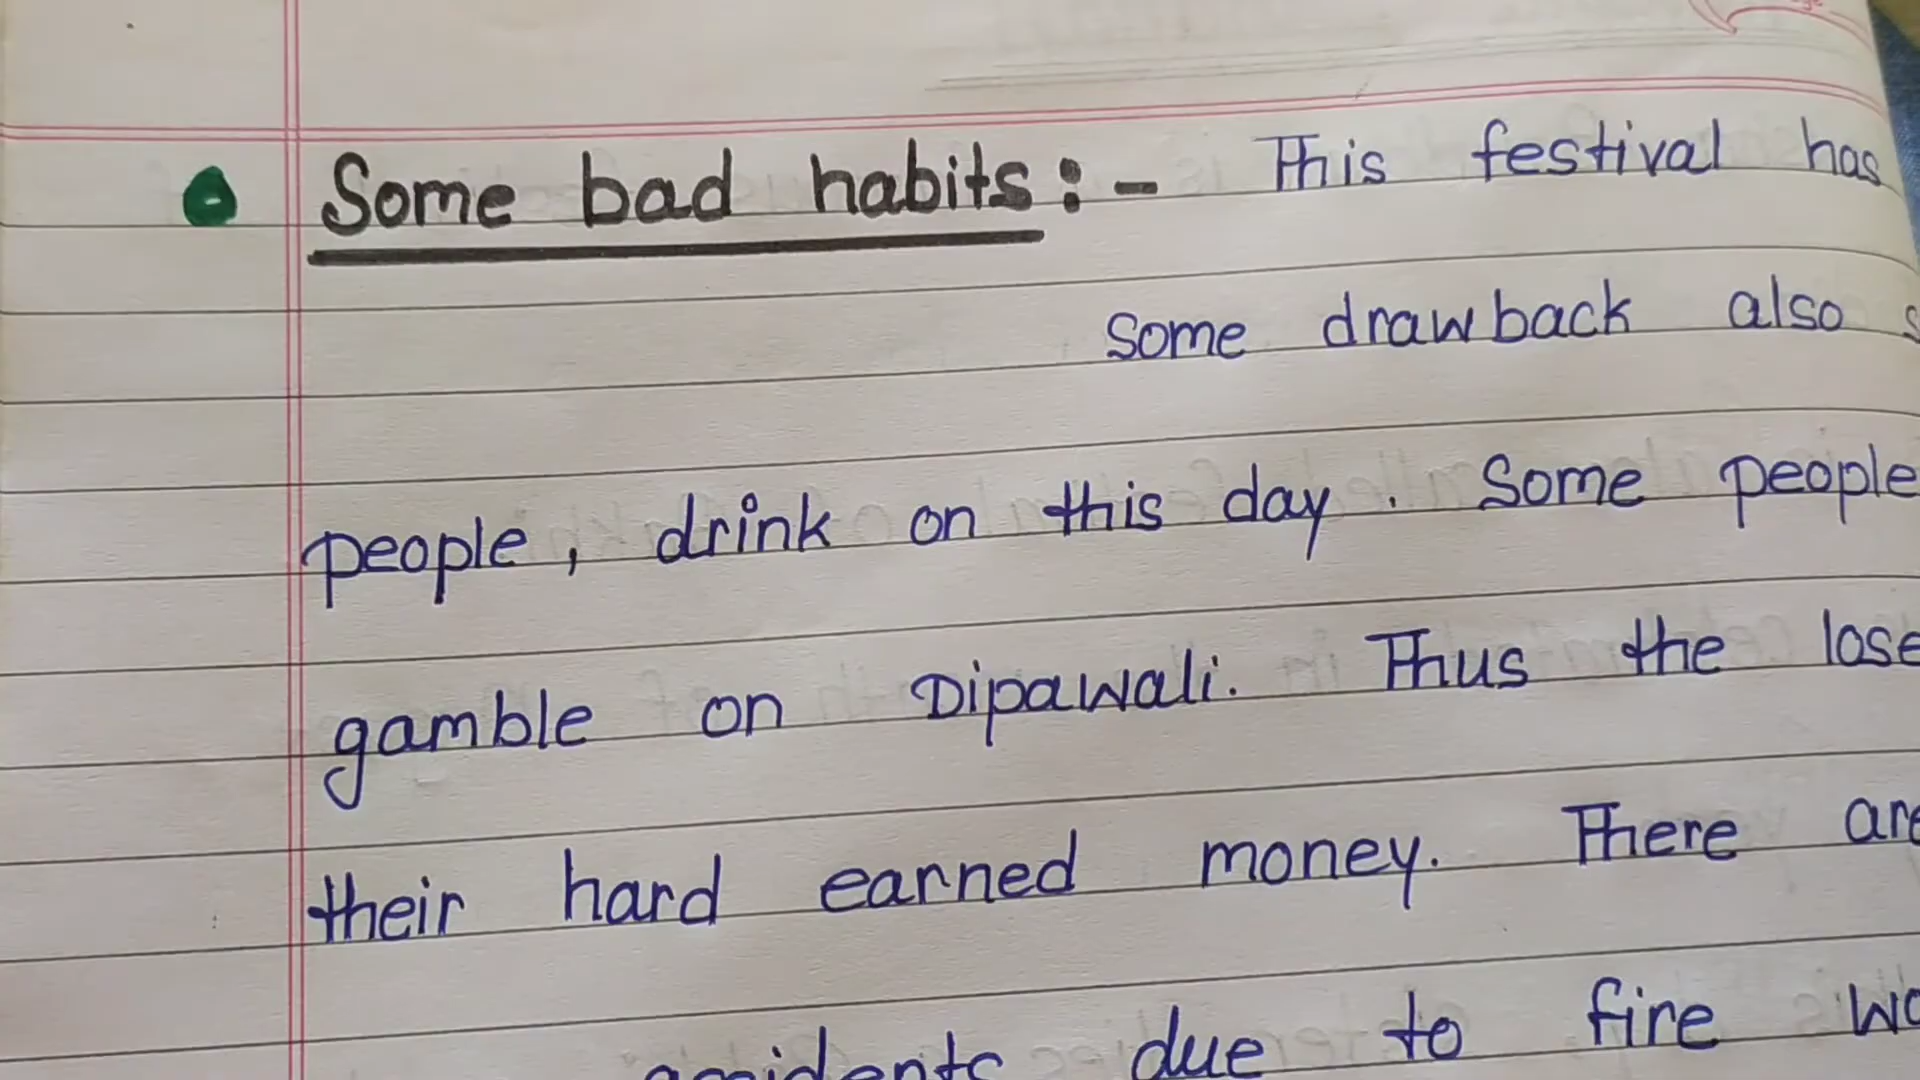 Some bad habits :- This festival has
some drawback also
people, drink on this day. Some people
gamble on Dipawali. Thus the lose
their hard earned money. There are
due to fire